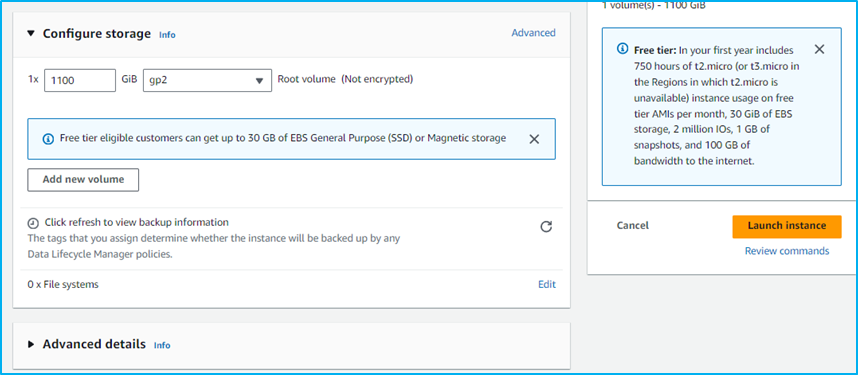 Configure storage Info Advanced
1x 1100 GiB gp2 Root volume (Not encrypted)
Free tier eligible customers can get up to 30 GB of EBS General Purpose (SSD) or Magnetic storage
Add new volume
Click refresh to view backup information
The tags that you assign determine whether the instance will be backed up by any
Data Lifecycle Manager policies.
0 x File systems Edit
Advanced details Info
1 volume(s) - 1100 GiB
Free tier: In your first year includes
750 hours of t2.micro (or t3.micro in
the Regions in which t2.micro is
unavailable) instance usage on free
tier AMIs per month, 30 GiB of EBS
storage, 2 million IOs, 1 GB of
snapshots, and 100 GB of
bandwidth to the internet.
Cancel Launch instance
Review commands